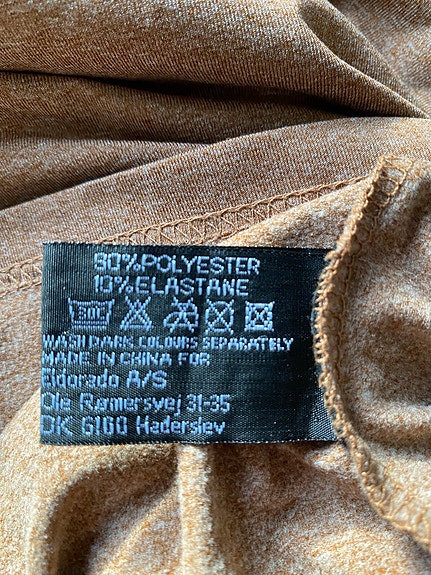 90%POLYESTER
10%ELASTANE
30°
WASH DARK COLOURS SEPARATELY
MADE IN CHINA FOR
Eldorado A/S
Ole Rømersvej 31-35
DK 6100 Haderslev